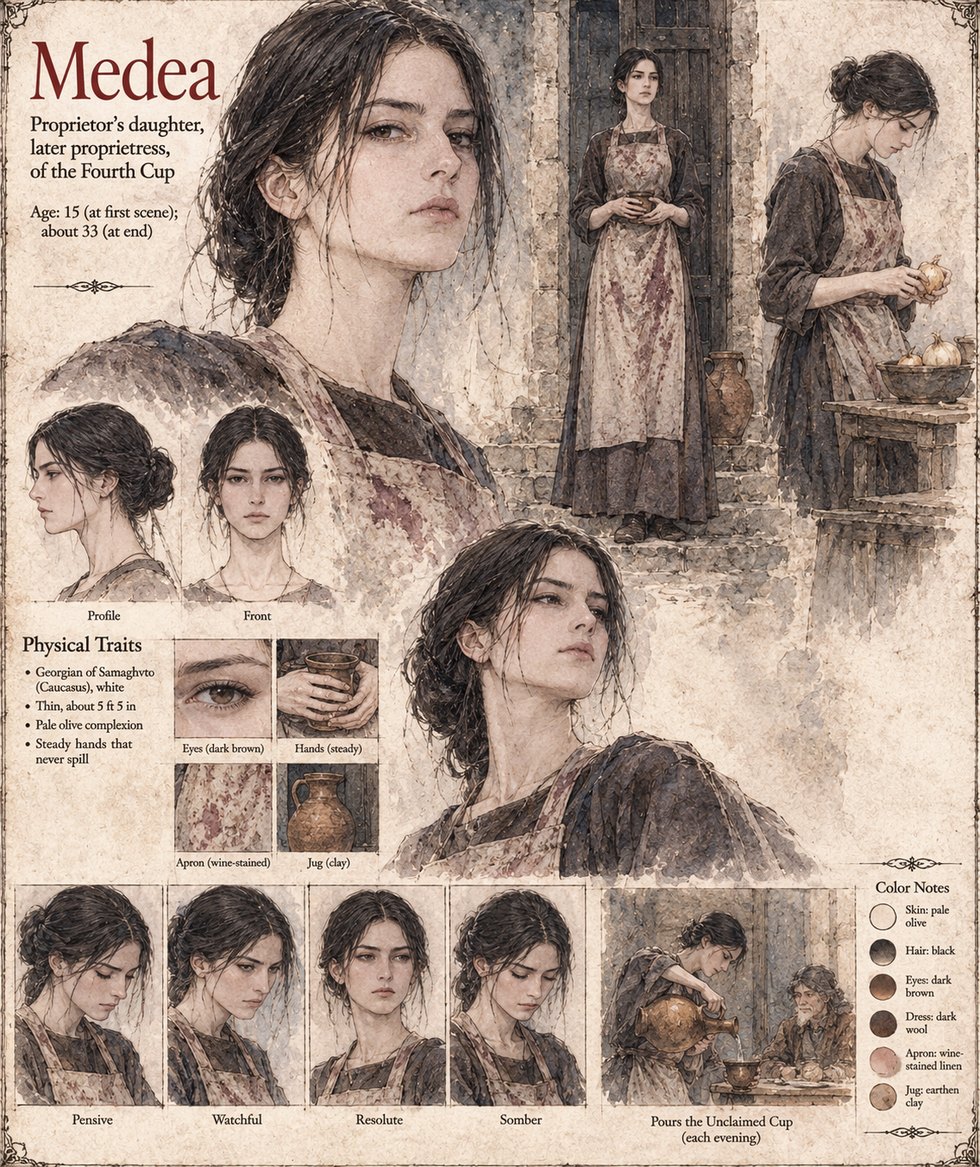 Medea
Proprietor's daughter,
later proprietress,
of the Fourth Cup
Age: 15 (at first scene);
about 33 (at end)
Profile
Front
Physical Traits
• Georgian of Samaghvto
(Caucasus), white
• Thin, about 5 ft 5 in
• Pale olive complexion
• Steady hands that
never spill
Eyes (dark brown)
Hands (steady)
Apron (wine-stained)
Jug (clay)
Pensive
Watchful
Resolute
Somber
Pours the Unclaimed Cup
(each evening)
Color Notes
Skin: pale
olive
Hair: black
Eyes: dark
brown
Dress: dark
wool
Apron: wine-
stained linen
Jug: earthen
clay